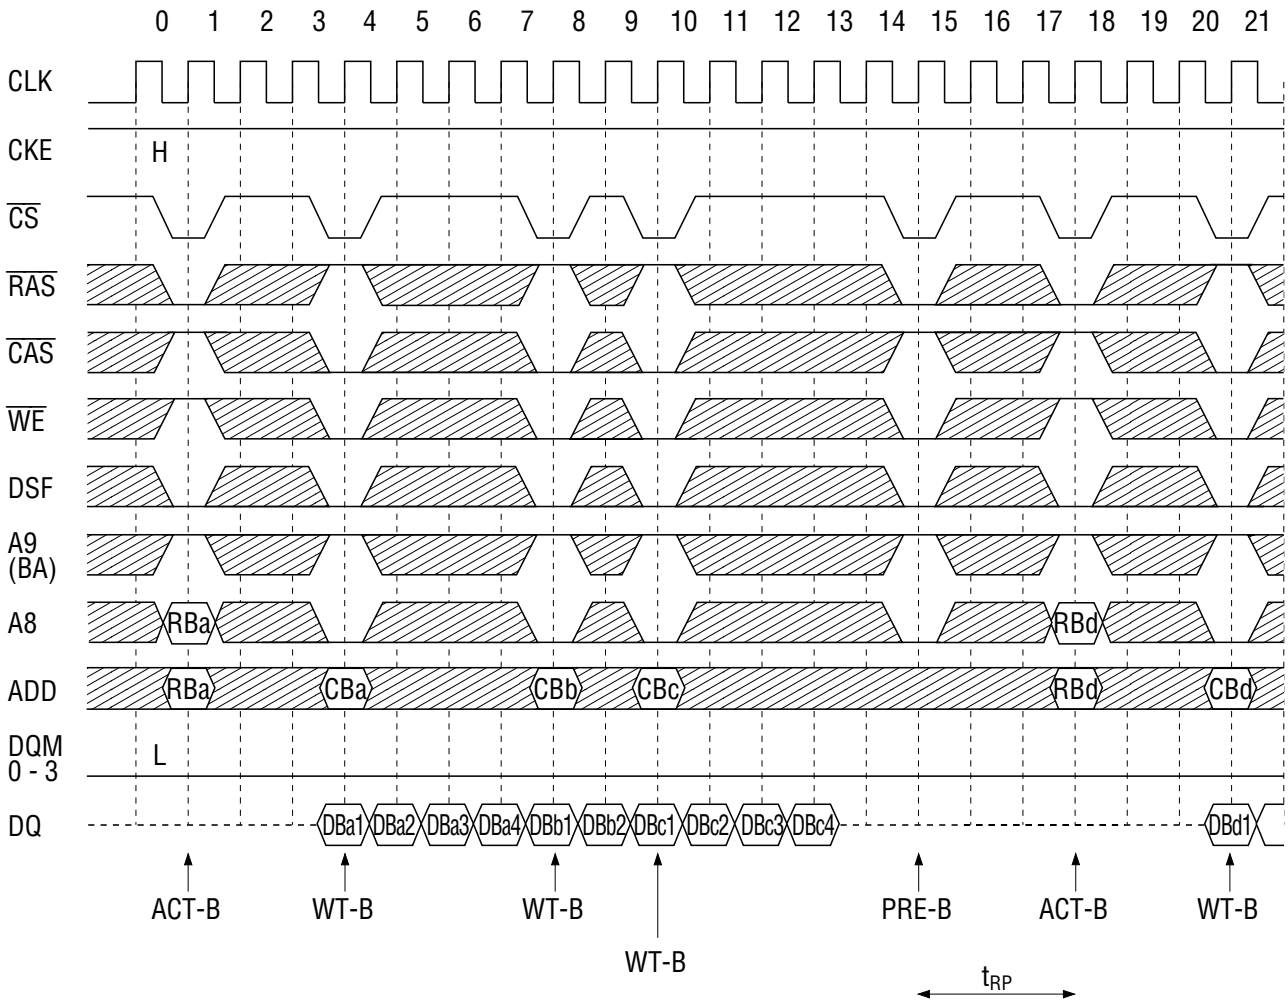 0 1 2 3 4 5 6 7 8 9 10 11 12 13 14 15 16 17 18 19 20 21
CLK
CKE H
CS
RAS
CAS
WE
DSF
A9
(BA)
A8 RBa RBd
ADD RBa CBa CBb CBc RBd CBd
DQM
0 - 3 L
DQ DBa1 DBa2 DBa3 DBa4 DBb1 DBb2 DBc1 DBc2 DBc3 DBc4 DBd1
ACT-B WT-B WT-B PRE-B ACT-B WT-B
WT-B
tRP